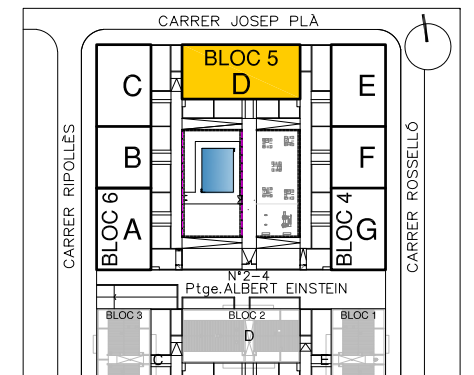 CARRER JOSEP PLÀ
BLOC 5
D
C
E
B
F
BLOC 6
A
BLOC 4
G
CARRER RIPOLLÈS
CARRER ROSSELLÓ
Nº2-4
Ptge.ALBERT EINSTEIN
BLOC 3
BLOC 2
BLOC 1
D
C
E